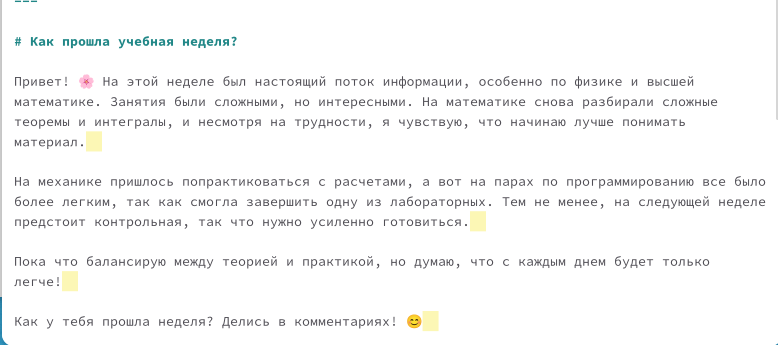 ---
# Как прошла учебная неделя?
Привет! 🌸 На этой неделе был настоящий поток информации, особенно по физике и высшей
математике. Занятия были сложными, но интересными. На математике снова разбирали сложные
теоремы и интегралы, и несмотря на трудности, я чувствую, что начинаю лучше понимать
материал.
На механике пришлось попрактиковаться с расчетами, а вот на парах по программированию все было
более легким, так как смогла завершить одну из лабораторных. Тем не менее, на следующей неделе
предстоит контрольная, так что нужно усиленно готовиться.
Пока что балансирую между теорией и практикой, но думаю, что с каждым днем будет только
легче!
Как у тебя прошла неделя? Делись в комментариях! 😊